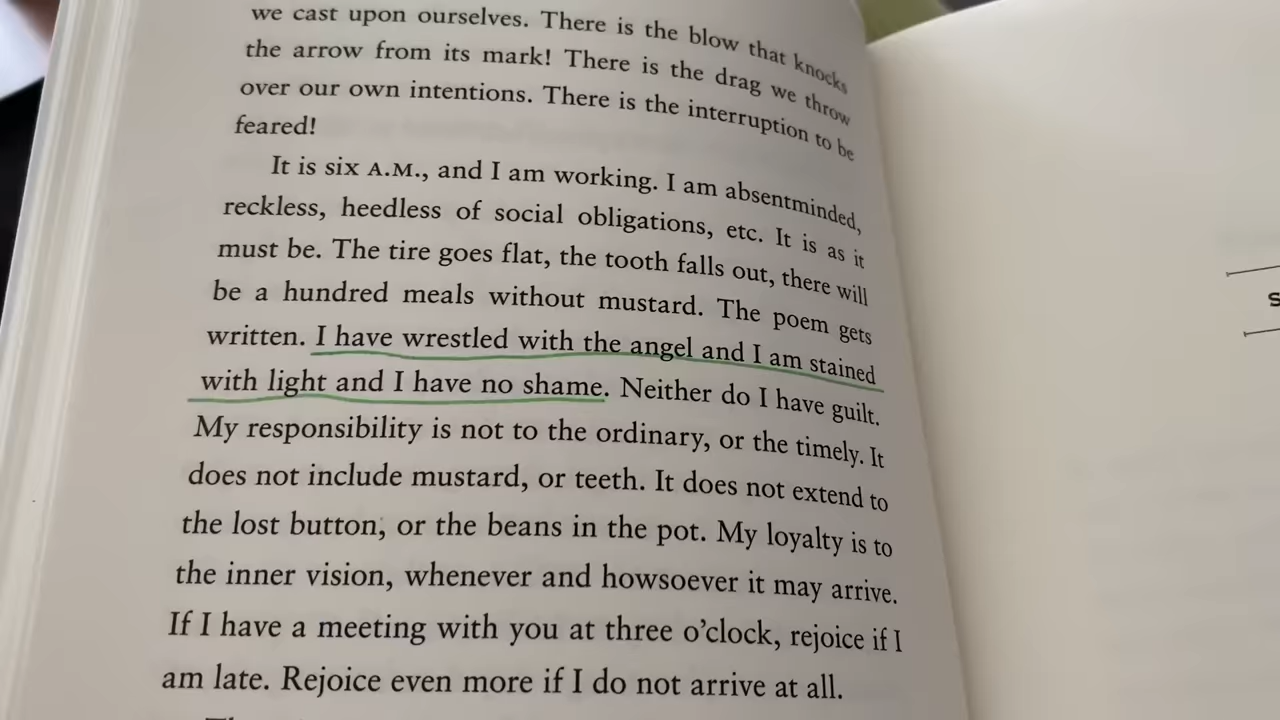 we cast upon ourselves. There is the blow that knocks
the arrow from its mark! There is the drag we throw
over our own intentions. There is the interruption to be
feared!
It is six A.M., and I am working. I am absentminded,
reckless, heedless of social obligations, etc. It is as it
must be. The tire goes flat, the tooth falls out, there will
be a hundred meals without mustard. The poem gets
written. I have wrestled with the angel and I am stained
with light and I have no shame. Neither do I have guilt.
My responsibility is not to the ordinary, or the timely. It
does not include mustard, or teeth. It does not extend to
the lost button, or the beans in the pot. My loyalty is to
the inner vision, whenever and howsoever it may arrive.
If I have a meeting with you at three o'clock, rejoice if I
am late. Rejoice even more if I do not arrive at all.